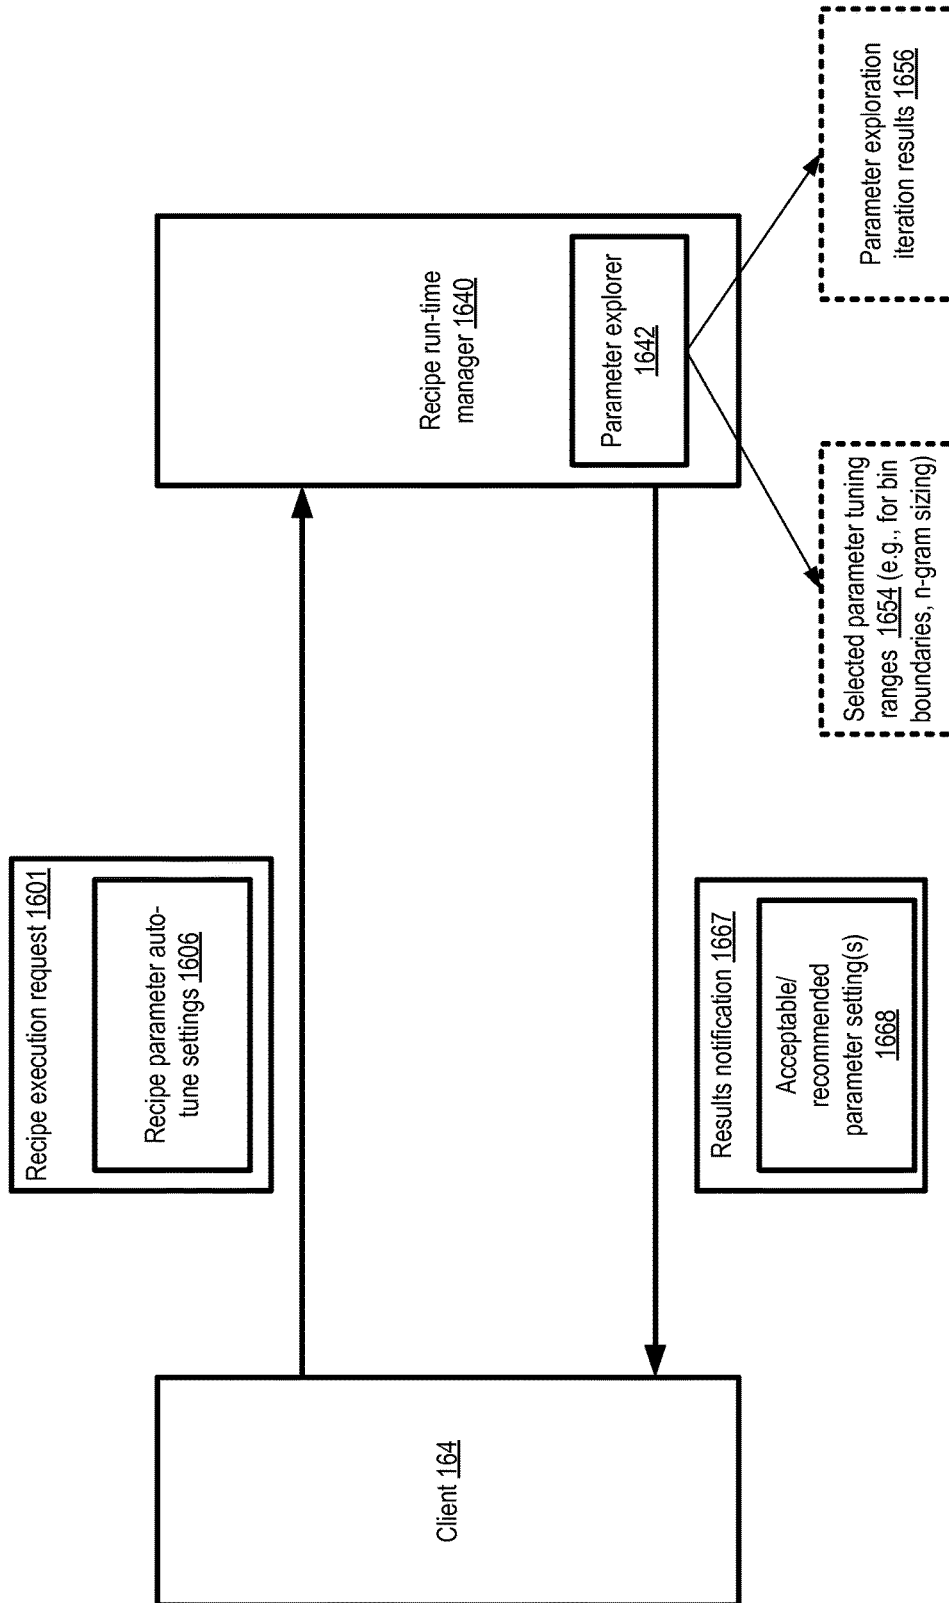 Recipe execution request 1601
Recipe parameter auto-
tune settings 1606
Client 164
Recipe run-time
manager 1640
Parameter explorer
1642
Results notification 1667
Acceptable/
recommended
parameter setting(s)
1668
Selected parameter tuning
ranges 1654 (e.g., for bin
boundaries, n-gram sizing)
Parameter exploration
iteration results 1656